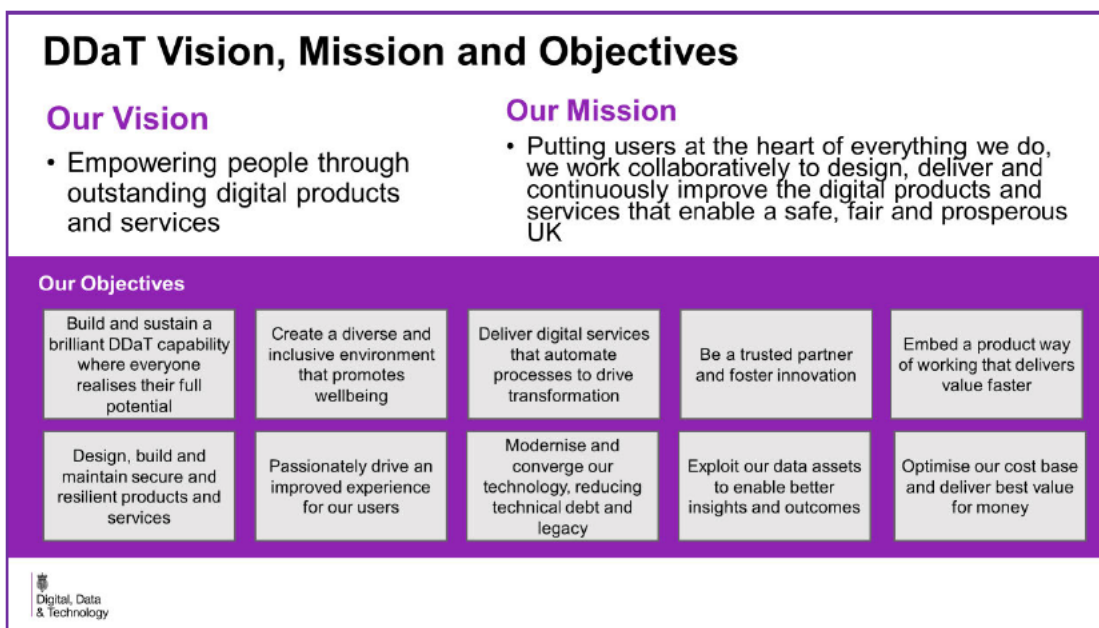 DDaT Vision, Mission and Objectives
Our Vision
• Empowering people through
outstanding digital products
and services
Our Mission
• Putting users at the heart of everything we do,
we work collaboratively to design, deliver and
continuously improve the digital products and
services that enable a safe, fair and prosperous
UK
Our Objectives
Build and sustain a
brilliant DDaT capability
where everyone
realises their full
potential
Create a diverse and
inclusive environment
that promotes
wellbeing
Deliver digital services
that automate
processes to drive
transformation
Be a trusted partner
and foster innovation
Embed a product way
of working that delivers
value faster
Design, build and
maintain secure and
resilient products and
services
Passionately drive an
improved experience
for our users
Modernise and
converge our
technology, reducing
technical debt and
legacy
Exploit our data assets
to enable better
insights and outcomes
Optimise our cost base
and deliver best value
for money
Digital, Data
& Technology